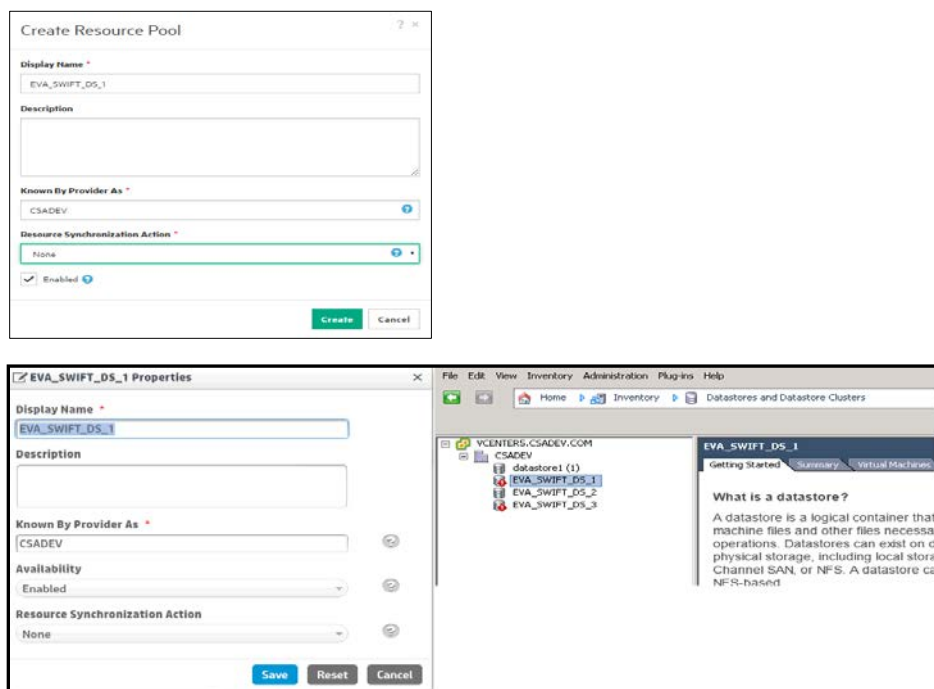 Create Resource Pool
? ×
Display Name *
EVA_SWIFT_DS_1
Description
Known By Provider As *
CSADEV
Resource Synchronization Action *
None
Enabled
Create Cancel
EVA_SWIFT_DS_1 Properties
Display Name *
EVA_SWIFT_DS_1
Description
Known By Provider As *
CSADEV
Availability
Enabled
Resource Synchronization Action
None
Save Reset Cancel
File Edit View Inventory Administration Plug-ins Help
Home Inventory Datastores and Datastore Clusters
VCENTERS.CSADEV.COM
CSADEV
datastore1 (1)
EVA_SWIFT_DS_1
EVA_SWIFT_DS_2
EVA_SWIFT_DS_3
EVA_SWIFT_DS_1
Getting Started Summary Virtual Machines
What is a datastore?
A datastore is a logical container that
machine files and other files necessa
operations. Datastores can exist on d
physical storage, including local stora
Channel SAN, or NFS. A datastore ca
NFS-based